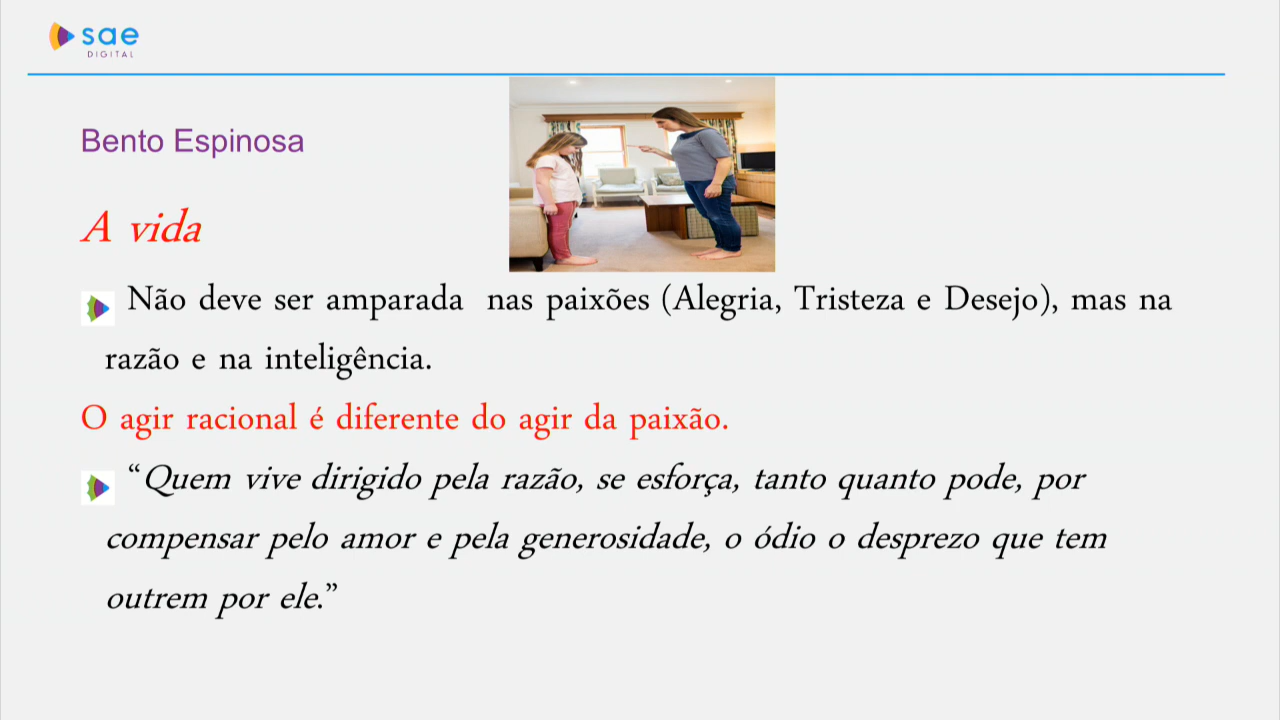 sae
DIGITAL
Bento Espinosa
A vida
Não deve ser amparada nas paixões (Alegria, Tristeza e Desejo), mas na
razão e na inteligência.
O agir racional é diferente do agir da paixão.
“Quem vive dirigido pela razão, se esforça, tanto quanto pode, por
compensar pelo amor e pela generosidade, o ódio o desprezo que tem
outrem por ele.”